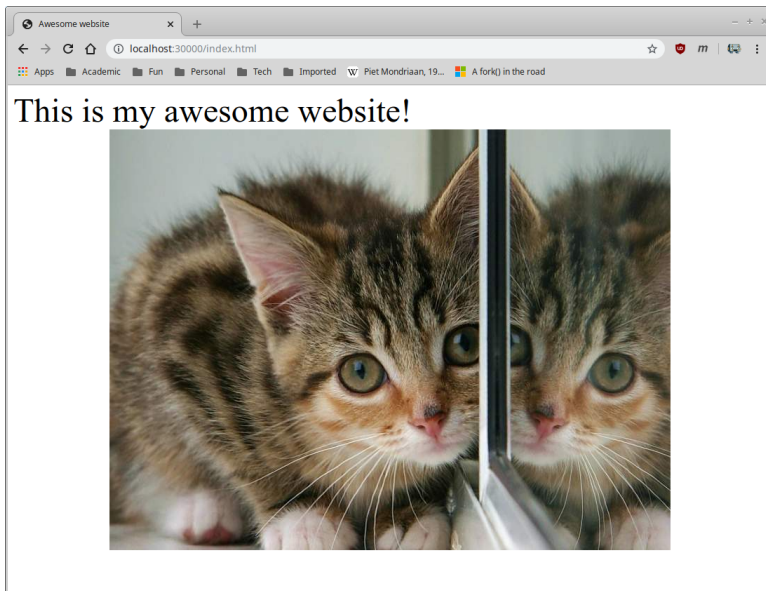 Awesome website
localhost:30000/index.html
Apps Academic Fun Personal Tech Imported W Piet Mondriaan, 19... A fork() in the road
This is my awesome website!